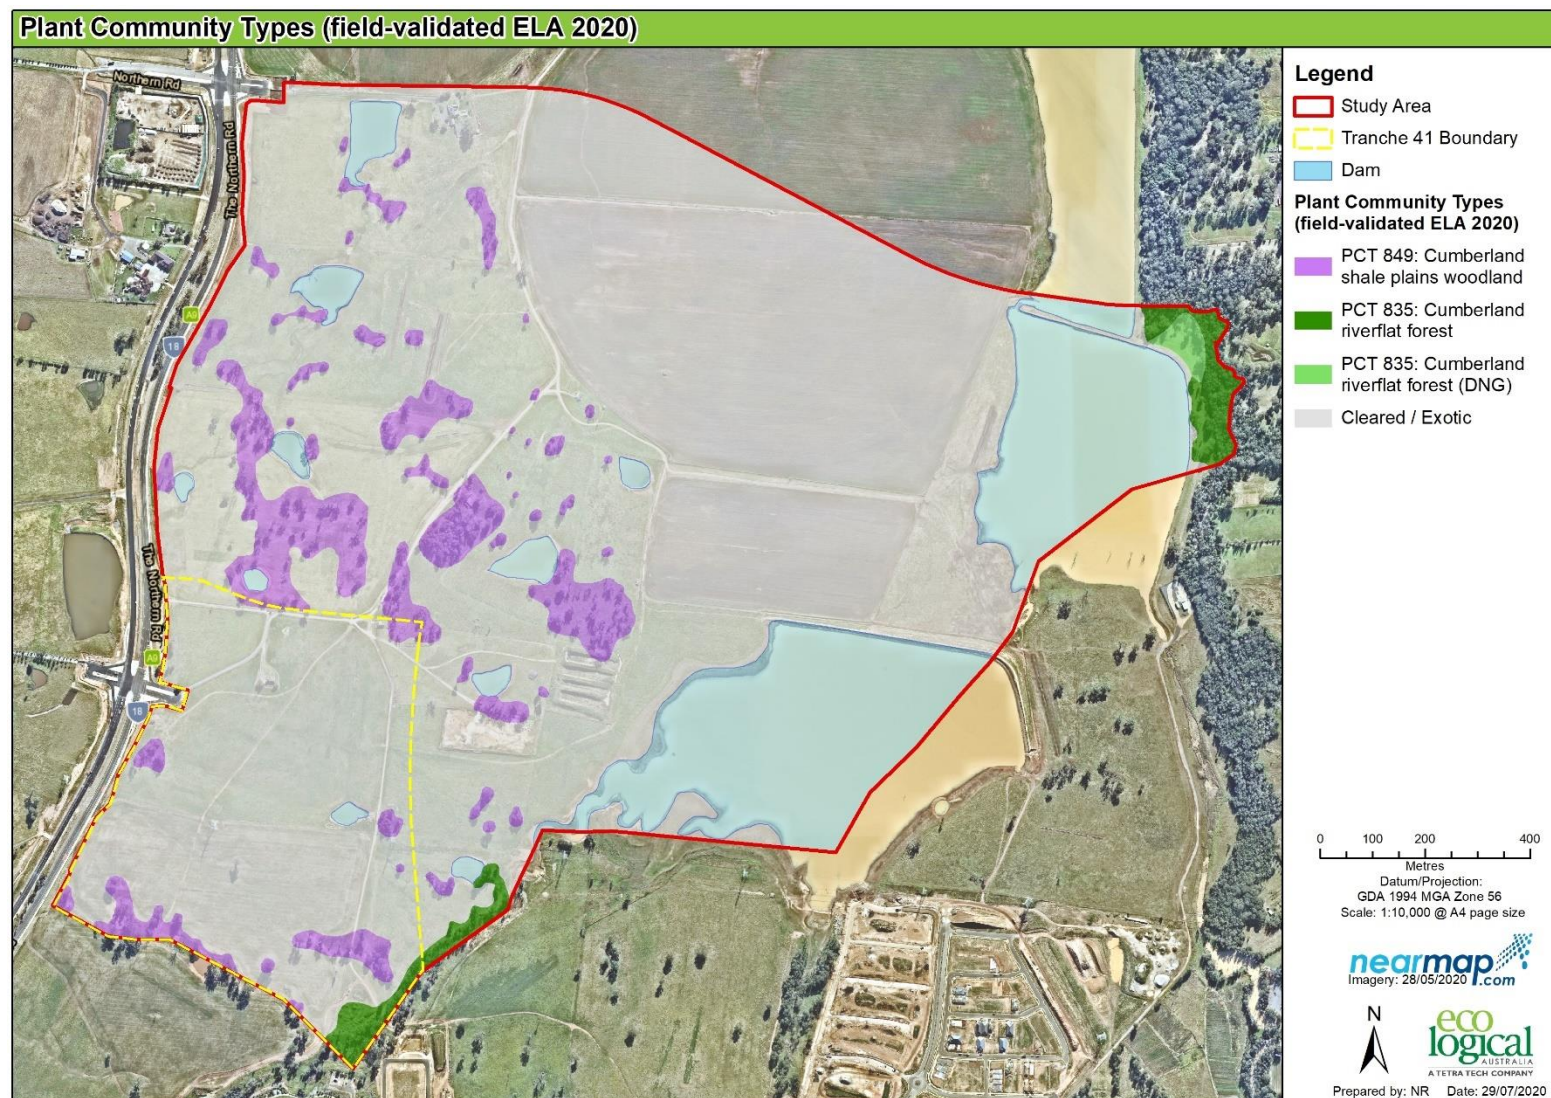 Plant Community Types (field-validated ELA 2020)
Northern Rd
The Northern Rd
A9
18
The Northern Rd
A9
18
Legend
Study Area
Tranche 41 Boundary
Dam
Plant Community Types
(field-validated ELA 2020)
PCT 849: Cumberland
shale plains woodland
PCT 835: Cumberland
riverflat forest
PCT 835: Cumberland
riverflat forest (DNG)
Cleared / Exotic
0 100 200 400
Metres
Datum/Projection:
GDA 1994 MGA Zone 56
Scale: 1:10,000 @ A4 page size
nearmap
.com
Imagery: 28/05/2020
N
eco
logical
AUSTRALIA
A TETRA TECH COMPANY
Prepared by: NR Date: 29/07/2020